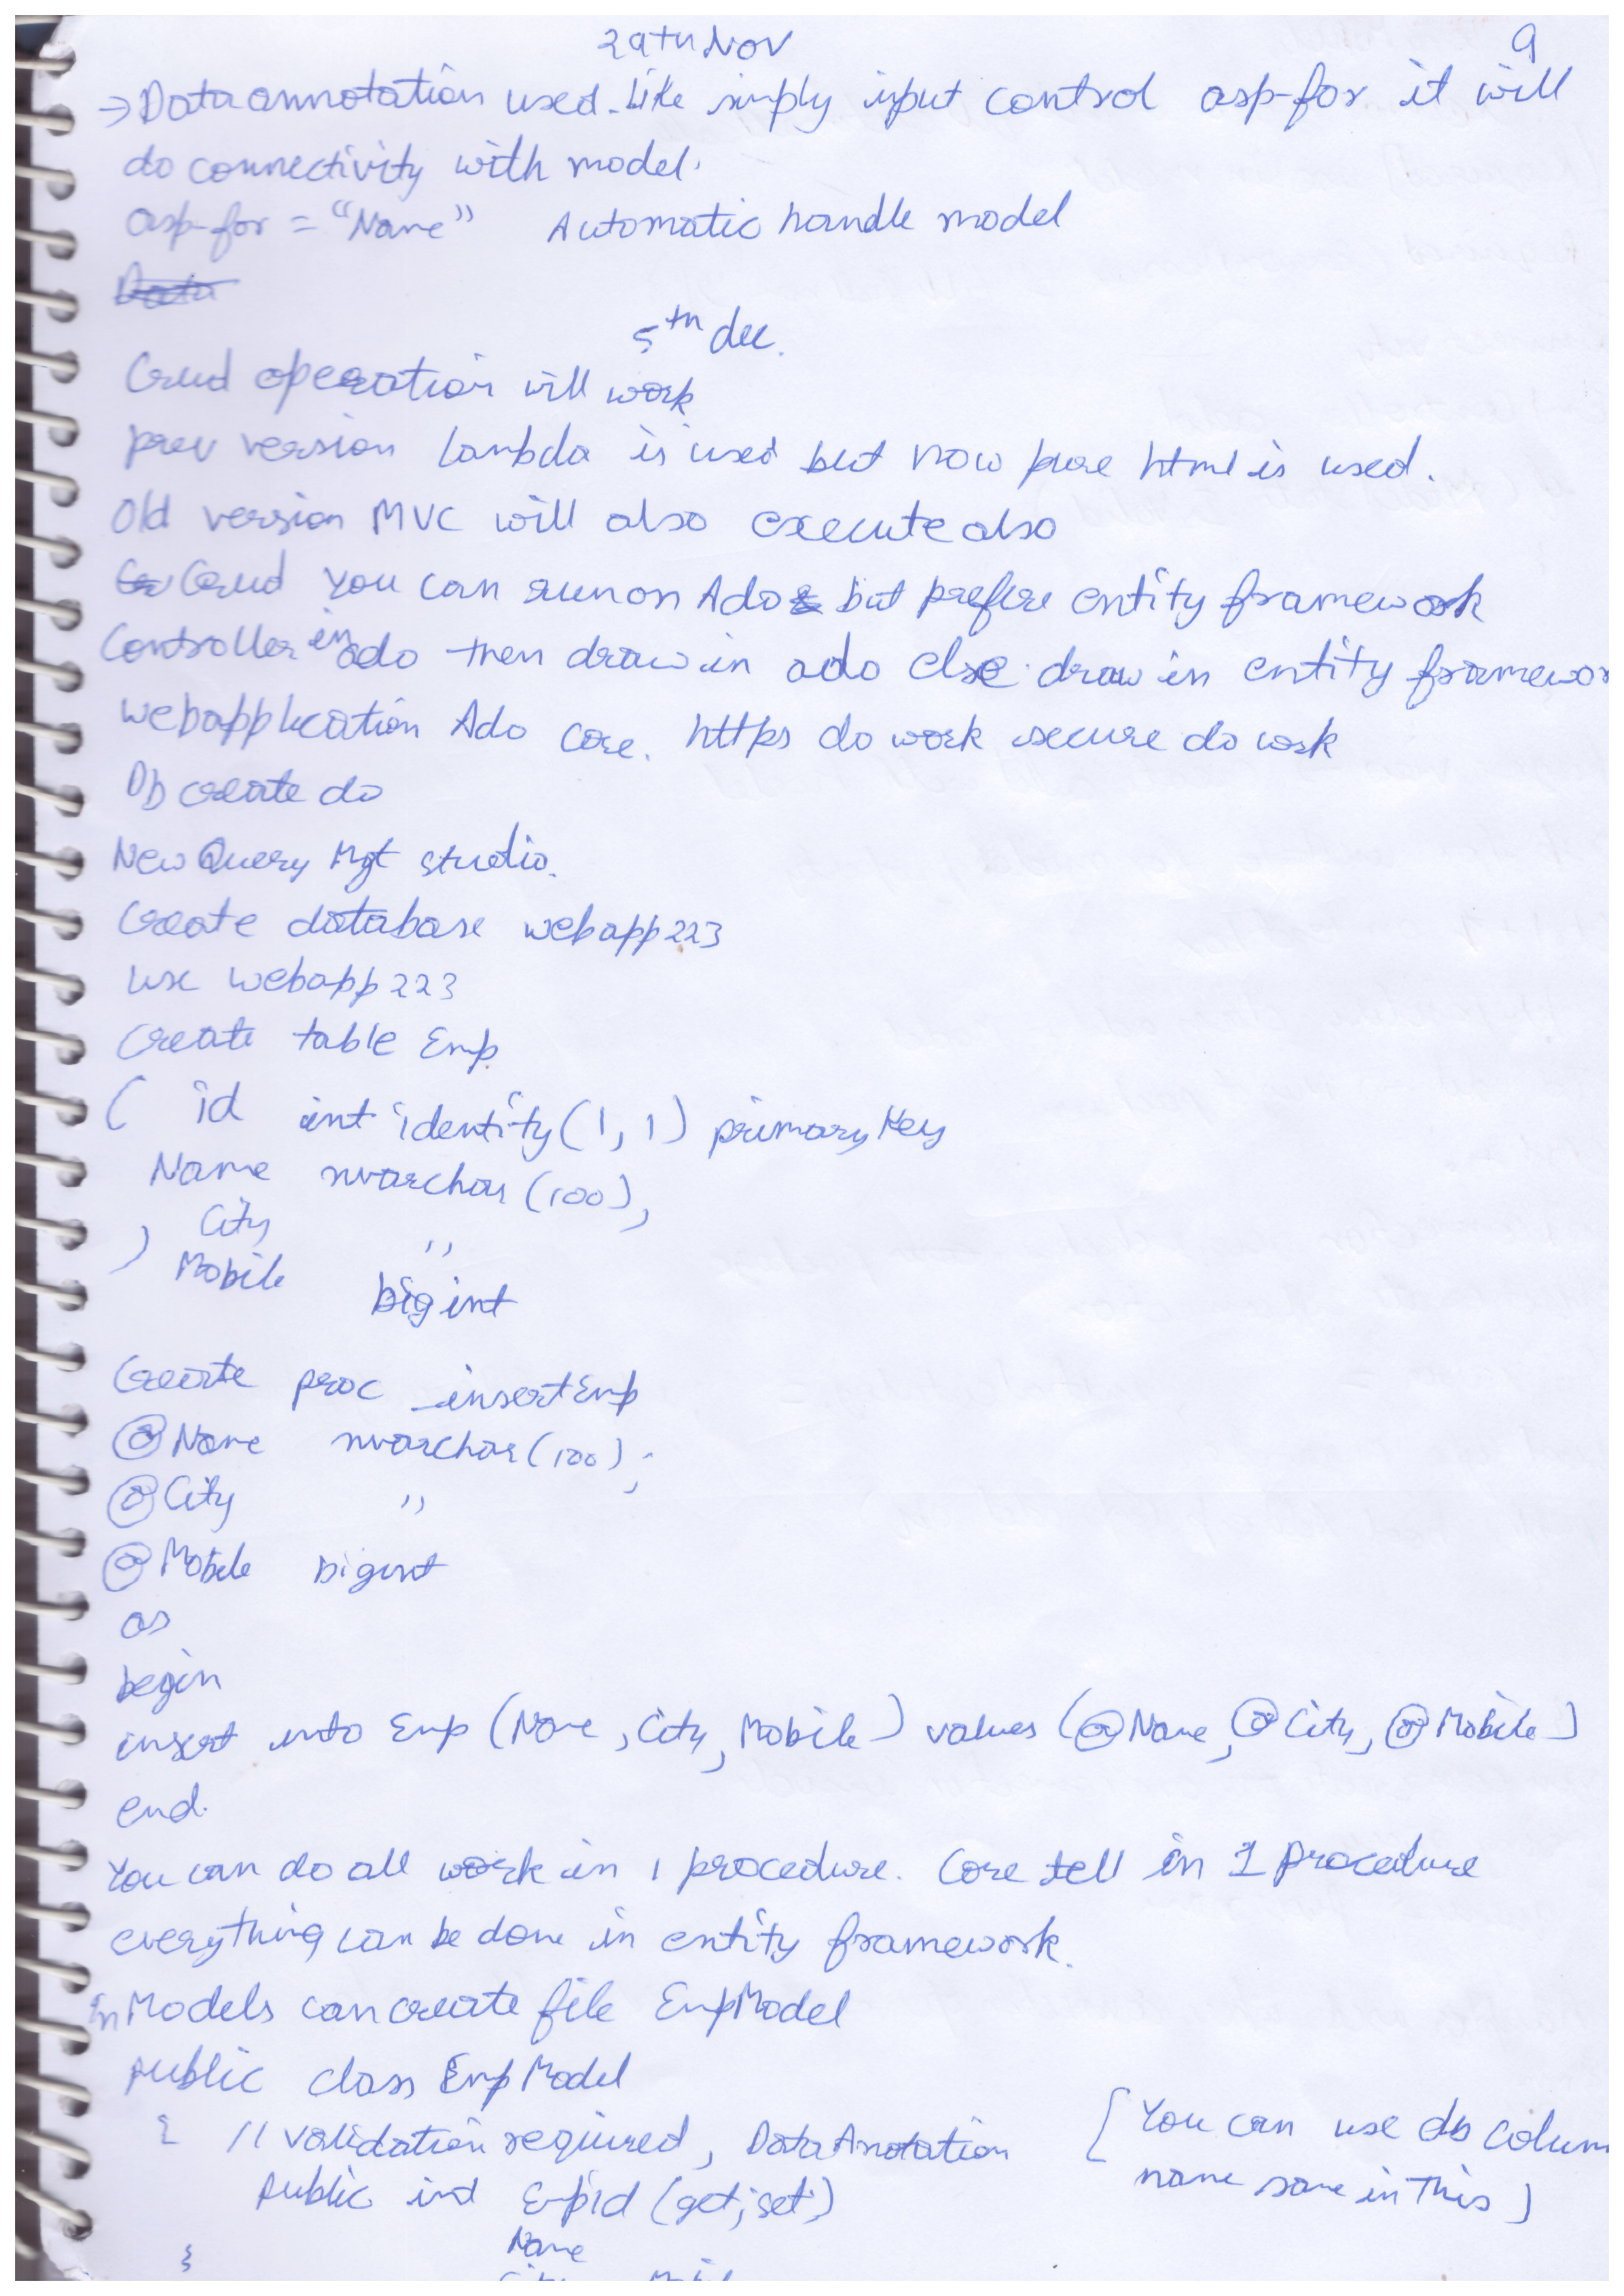 29th Nov 9
→ Data annotation used. Like simply input control asp-for it will
do connectivity with model.
asp-for = "Name" Automatic handle model
Data
5th dec.
Crud operation will work
prev version Lambda is used but now pure html is used.
Old version MVC will also execute also
Crud You can run on Ado but prefere entity framework
Controller in ado then draw in ado else draw in entity framewor
webapplication Ado core. https do work secure do work
Db create do
New Query Mgt studio.
Create database webapp223
use webapp223
Create table Emp
( id int identity(1,1) primary key
Name nvarchar(100),
City ,,
) Mobile bigint
Create proc insertEmp
@Name nvarchar(100),
@City ,,
@Mobile bigint
as
begin
insert into Emp (Name, City, Mobile) values (@Name, @City, @Mobile)
end.
You can do all work in 1 procedure. Core tell in 1 procedure
everything can be done in entity framework.
In Models can create file EmpModel
public class EmpModel
{ // validation required, DataAnotation [You can use db colum
public int Empid (get; set;) name same in this]
} Name
City Mobile